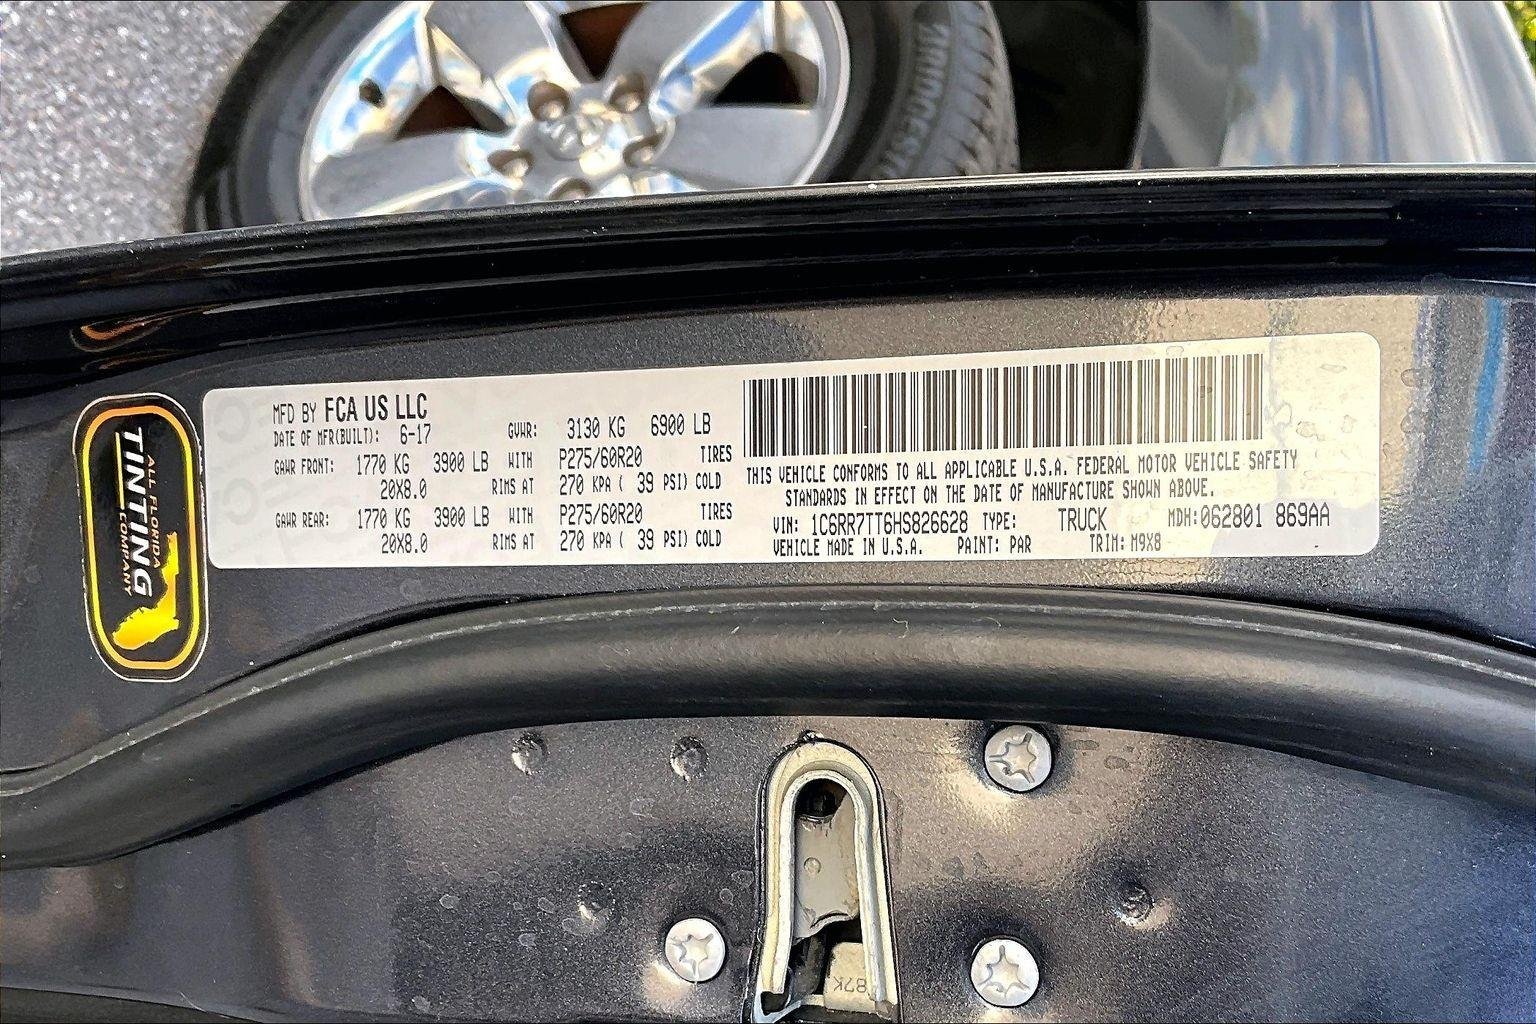 MFD BY FCA US LLC
DATE OF MFR(BUILT): 6-17 GVWR: 3130 KG 6900 LB
GAWR FRONT: 1770 KG 3900 LB WITH P275/60R20 TIRES
20X8.0 RIMS AT 270 KPA ( 39 PSI) COLD
GAWR REAR: 1770 KG 3900 LB WITH P275/60R20 TIRES
20X8.0 RIMS AT 270 KPA ( 39 PSI) COLD
THIS VEHICLE CONFORMS TO ALL APPLICABLE U.S.A. FEDERAL MOTOR VEHICLE SAFETY
STANDARDS IN EFFECT ON THE DATE OF MANUFACTURE SHOWN ABOVE.
VIN: 1C6RR7TT6HS826628 TYPE: TRUCK MDH:062801 869AA
VEHICLE MADE IN U.S.A. PAINT: PAR TRIM: M9X8
ALL FLORIDA
TINTING
COMPANY